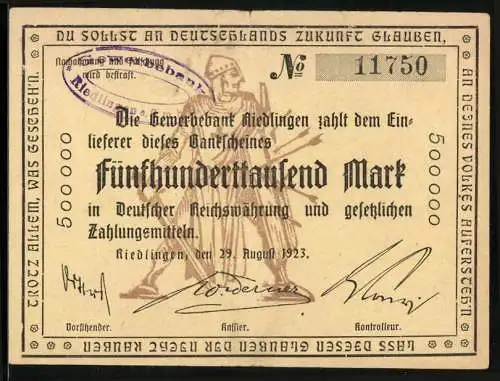 DU SOLLST AN DEUTSCHLANDS ZUKUNFT GLAUBEN,
AN DEINES VOLKES AUFERSTEHN.
LASS DIESEN GLAUBEN DIR NICHT RAUBEN
TROTZ ALLEM, WAS GESCHEHN.
Nachahmung und Fälschung
wird bestraft.
Gewerbebank
Riedlingen
No 11750
Die Gewerbebank Riedlingen zahlt dem Ein-
lieferer dieses Bankscheines
Fünfhunderttausend Mark
in Deutscher Reichswährung und gesetzlichen
Zahlungsmitteln.
Riedlingen, den 29. August 1923.
Vorsitzender. Kassier. Kontrolleur.
500000
500000